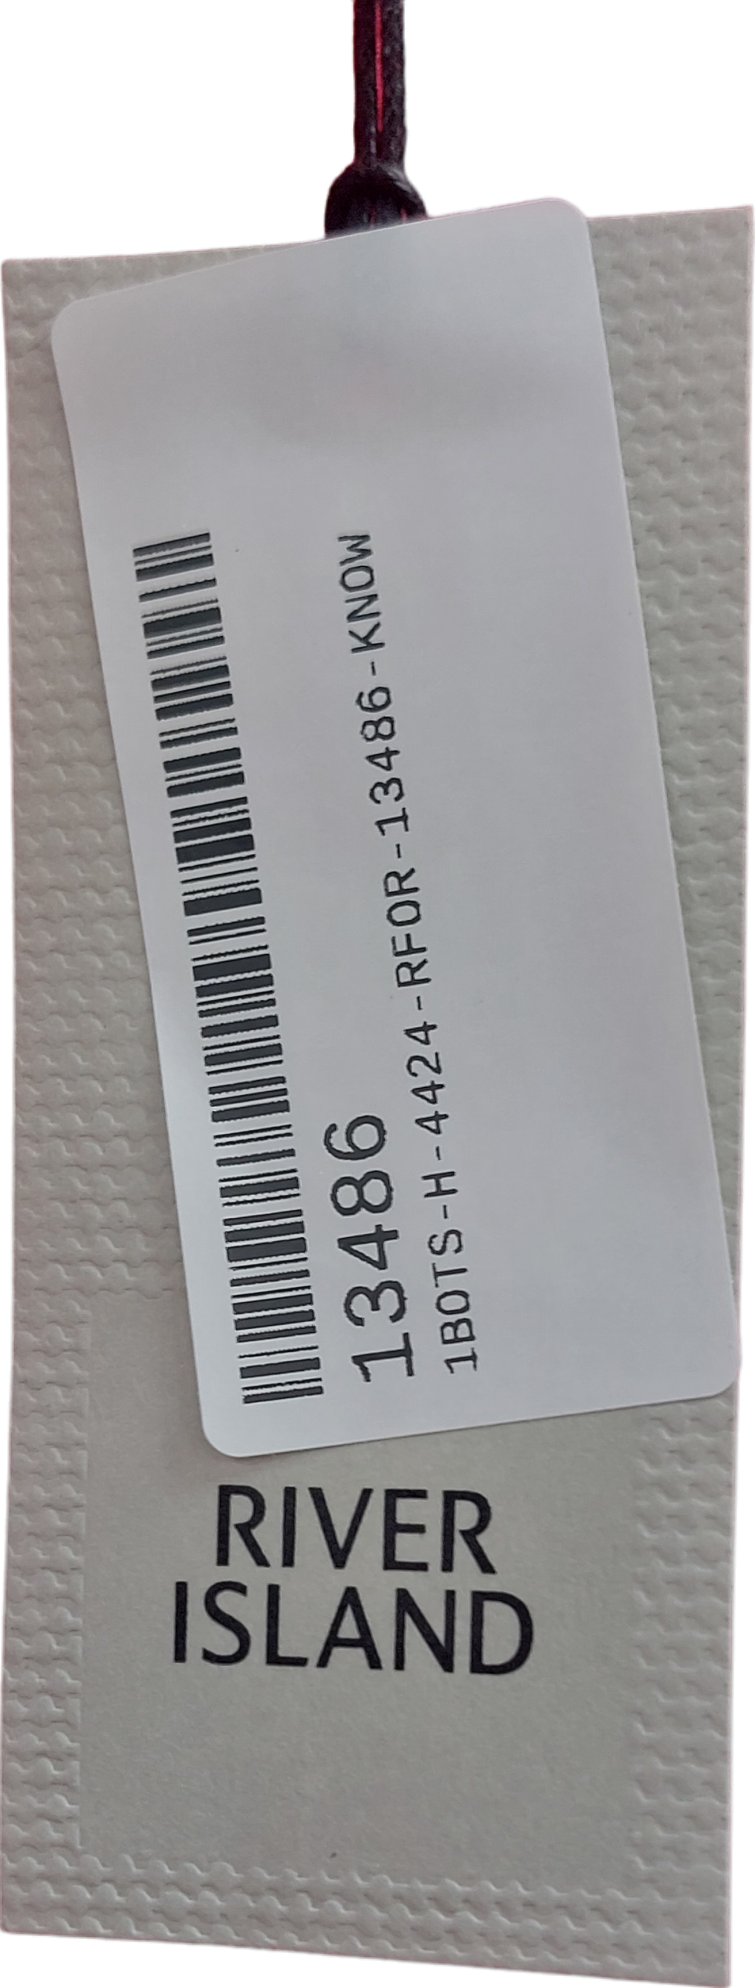 13486
1BOTS-H-4424-RFOR-13486-KNOW
RIVER
ISLAND